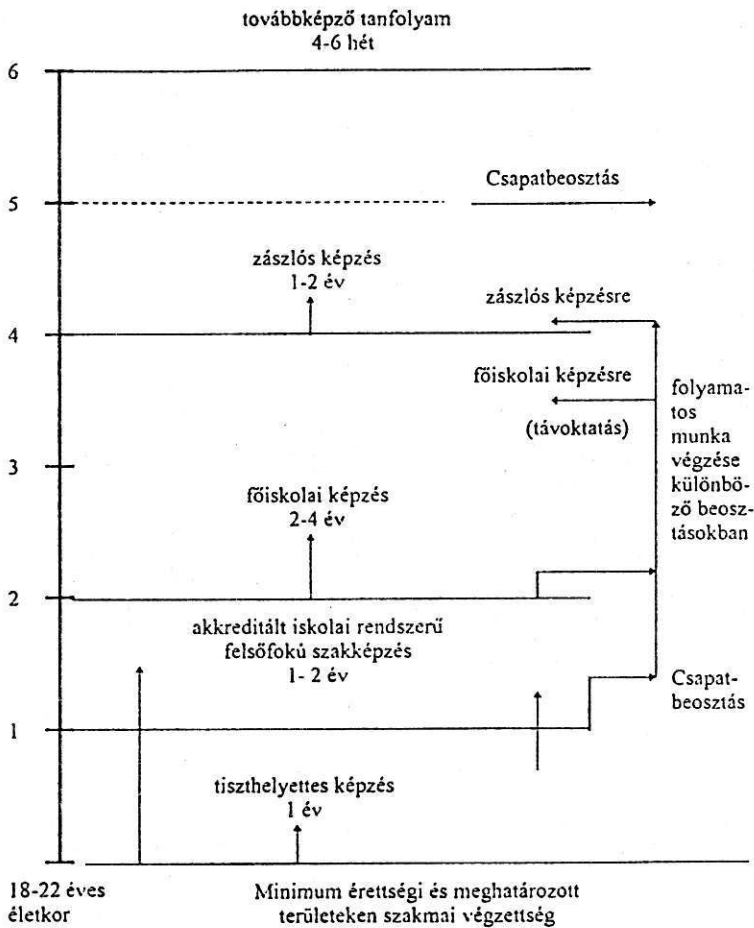 továbbképző tanfolyam
4-6 hét
6
Csapatbeosztás
5
zászlós képzés
1-2 év
zászlós képzésre
4
főiskolai képzésre
(távoktatás)
folyama-
tos
munka
végzése
különbö-
ző beosz-
tásokban
3
főiskolai képzés
2-4 év
2
akkreditált iskolai rendszerű
felsőfokú szakképzés
1- 2 év
Csapat-
beosztás
1
tiszthelyettes képzés
1 év
18-22 éves
életkor
Minimum érettségi és meghatározott
területeken szakmai végzettség